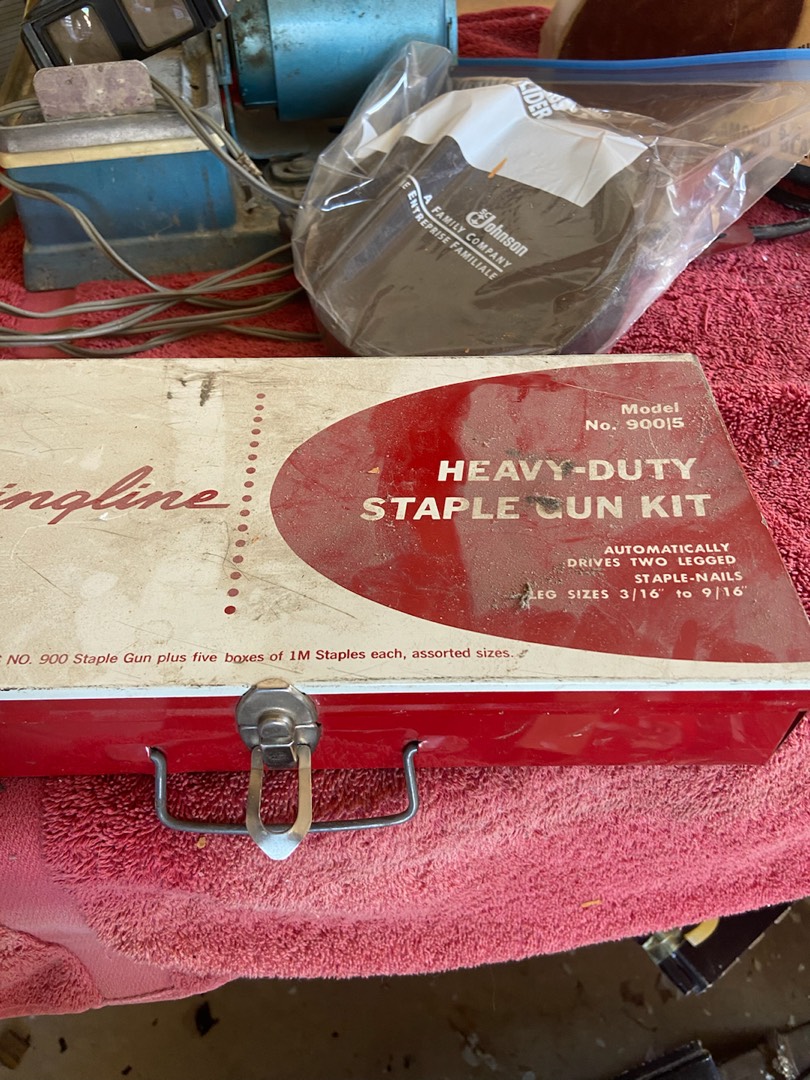 LIDER
SC Johnson
A FAMILY COMPANY
E ENTREPRISE FAMILIALE
Model
No. 900|5
HEAVY-DUTY
STAPLE GUN KIT
ingline
AUTOMATICALLY
DRIVES TWO LEGGED
STAPLE-NAILS
LEG SIZES 3/16" to 9/16"
NO. 900 Staple Gun plus five boxes of 1M Staples each, assorted sizes.